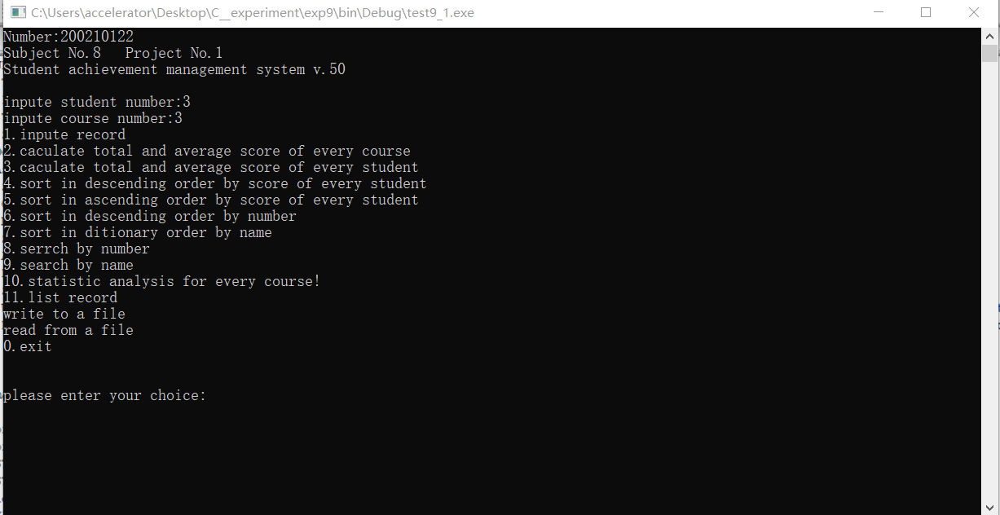 C:\Users\accelerator\Desktop\C__experiment\exp9\bin\Debug\test9_1.exe
Number:200210122
Subject No.8   Project No.1
Student achievement management system v.50
inpute student number:3
inpute course number:3
1.inpute record
2.caculate total and average score of every course
3.caculate total and average score of every student
4.sort in descending order by score of every student
5.sort in ascending order by score of every student
6.sort in descending order by number
7.sort in ditionary order by name
8.serrch by number
9.search by name
10.statistic analysis for every course!
11.list record
write to a file
read from a file
0.exit
please enter your choice: